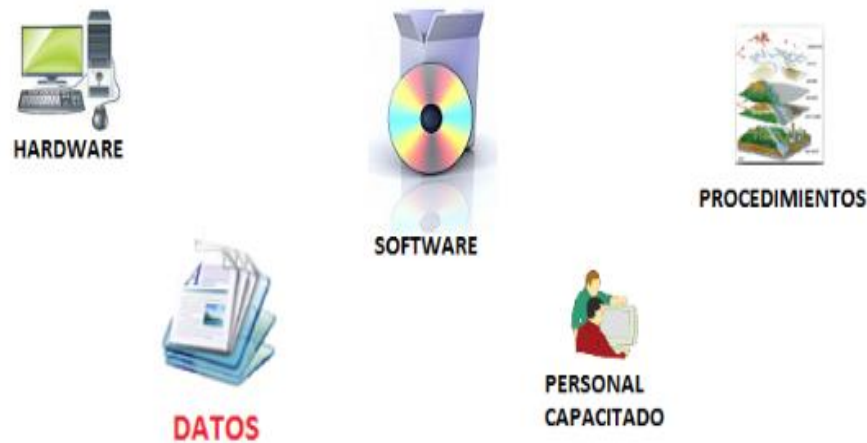 HARDWARE
SOFTWARE
PROCEDIMIENTOS
DATOS
PERSONAL
CAPACITADO